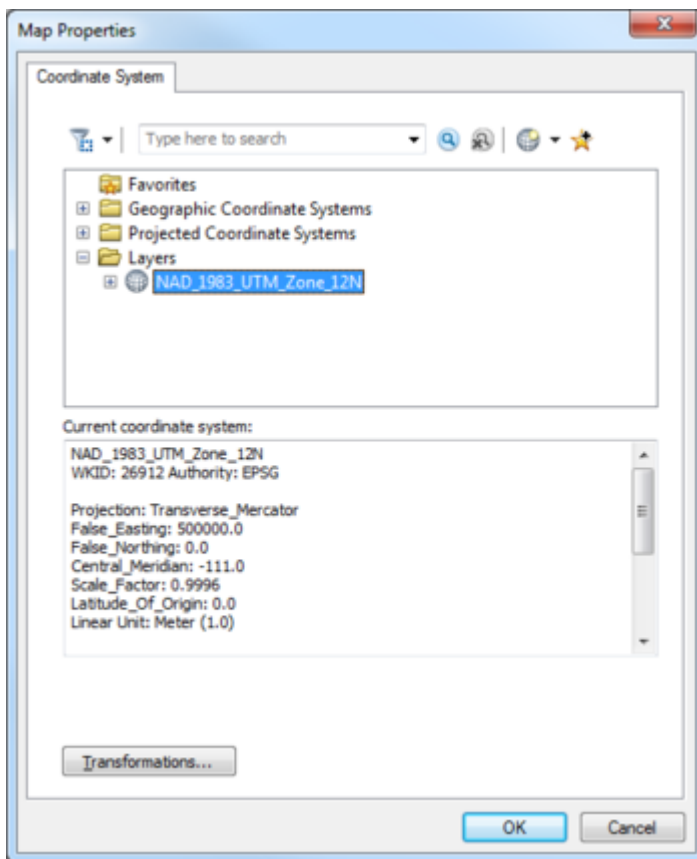 Map Properties
Coordinate System
Type here to search
Favorites
Geographic Coordinate Systems
Projected Coordinate Systems
Layers
NAD_1983_UTM_Zone_12N
Current coordinate system:
NAD_1983_UTM_Zone_12N
WKID: 26912 Authority: EPSG
Projection: Transverse_Mercator
False_Easting: 500000.0
False_Northing: 0.0
Central_Meridian: -111.0
Scale_Factor: 0.9996
Latitude_Of_Origin: 0.0
Linear Unit: Meter (1.0)
Transformations...
OK Cancel